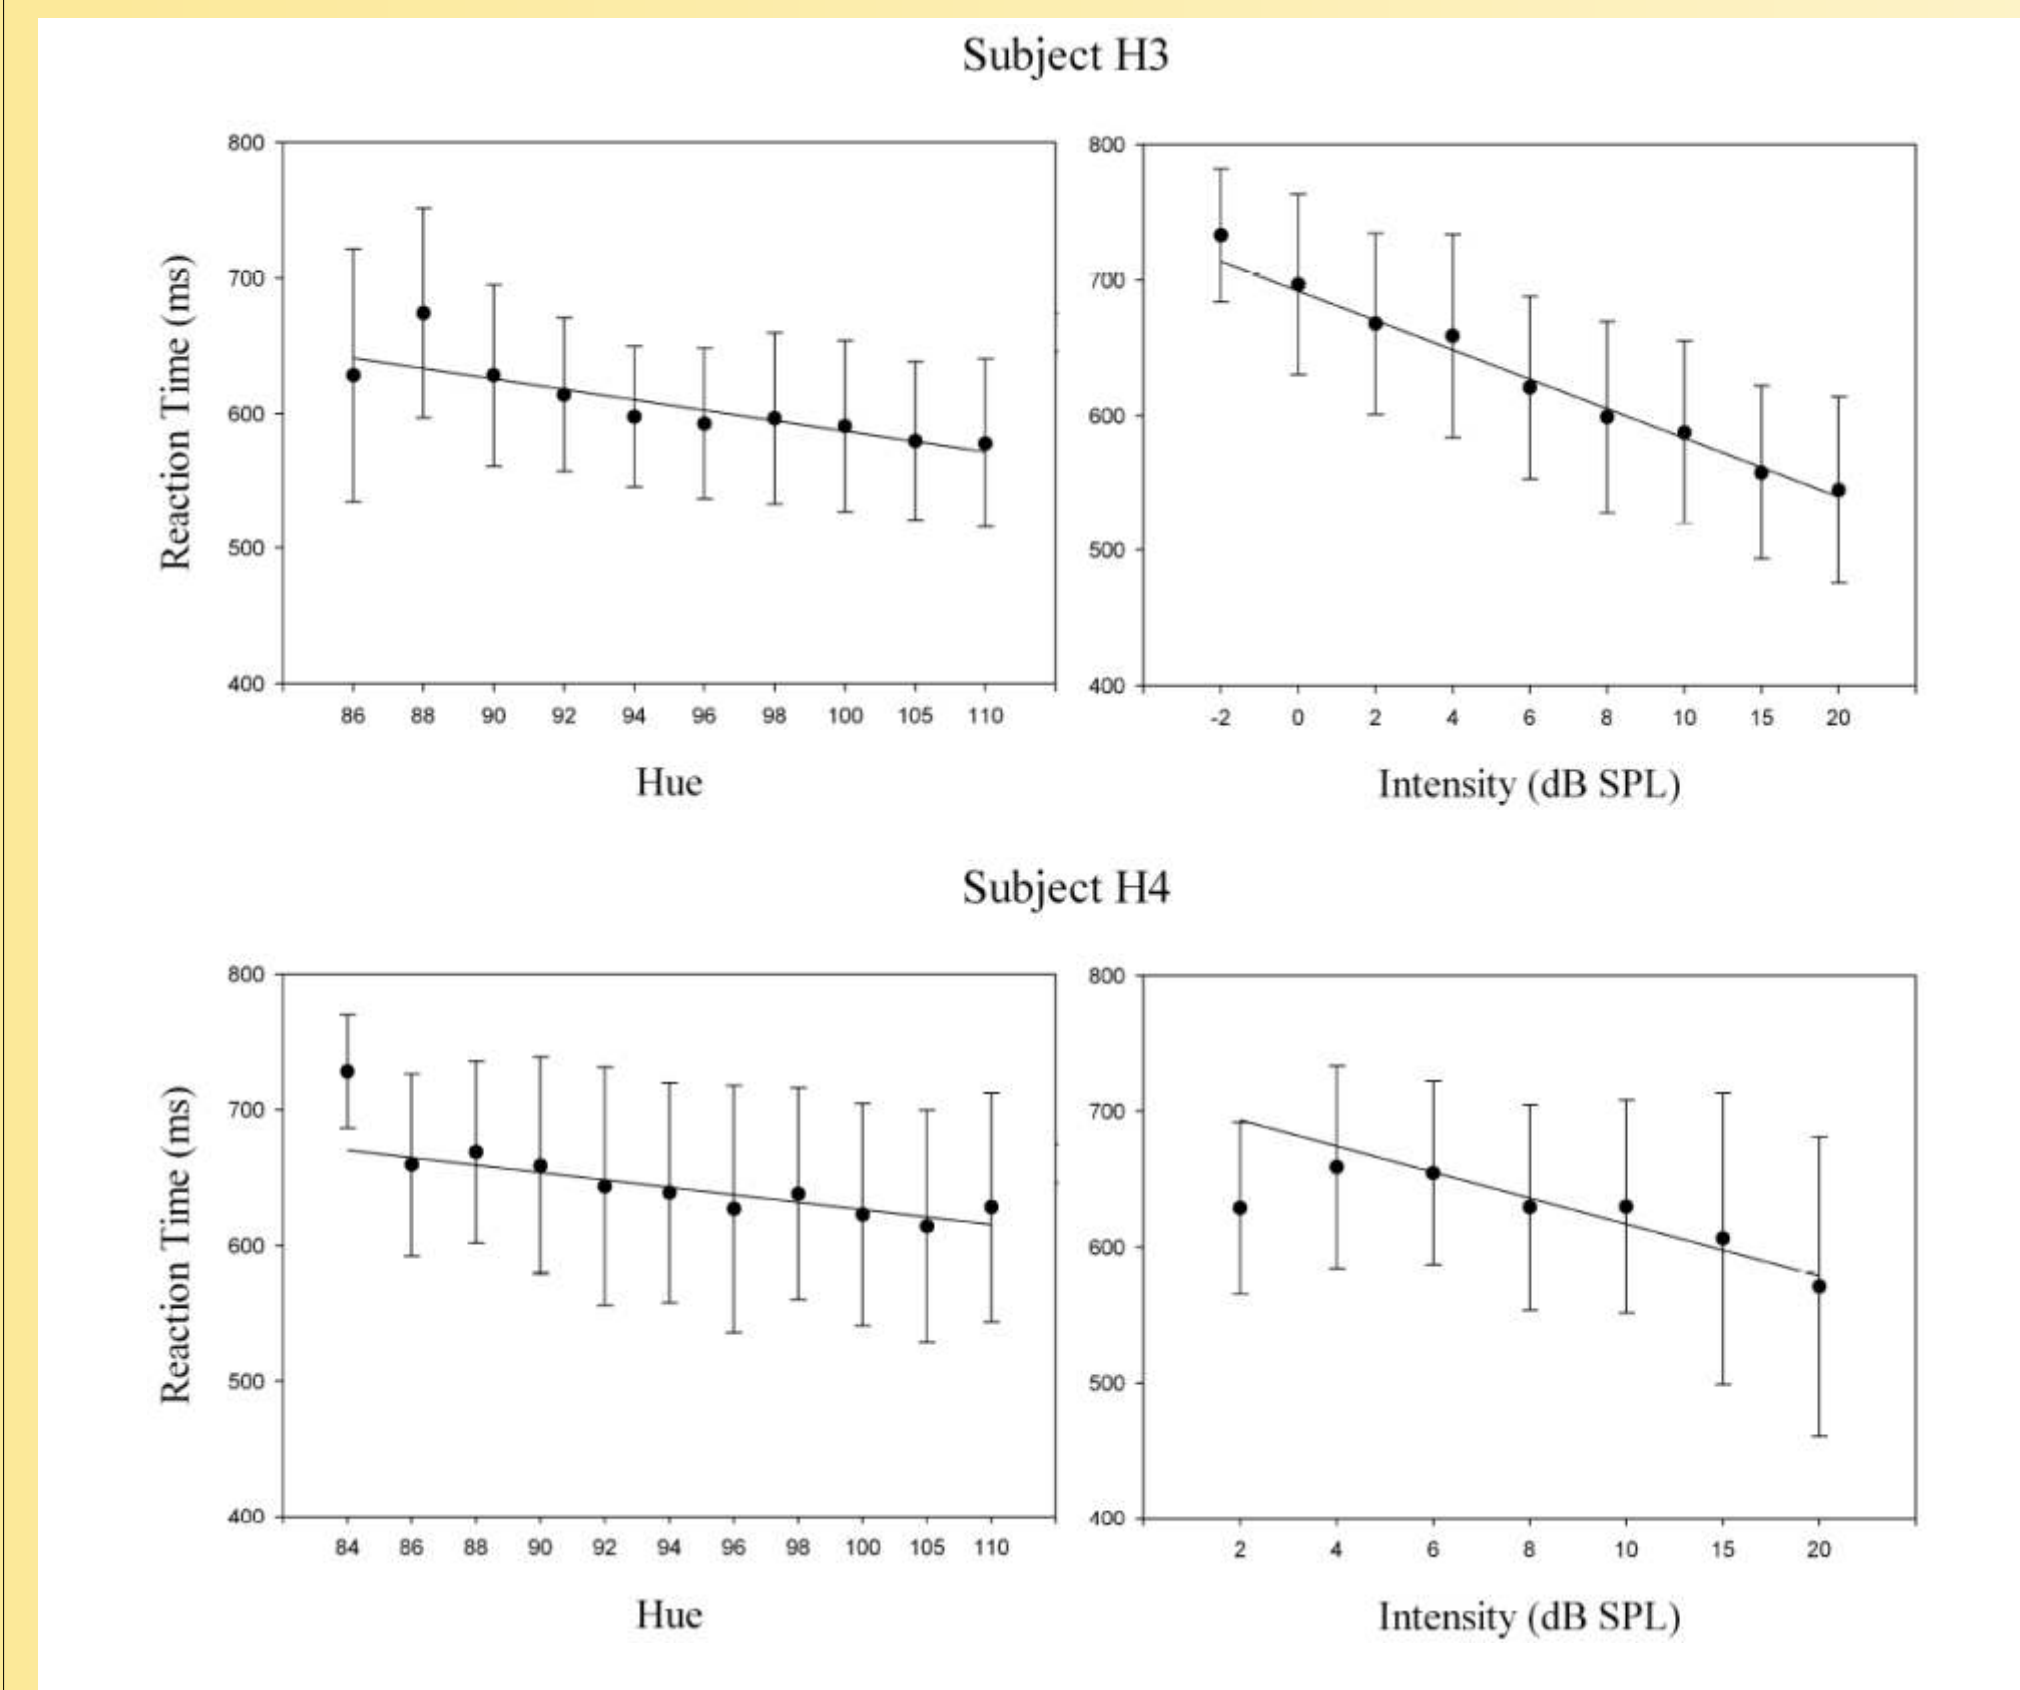 Subject H3
Reaction Time (ms)
800
700
600
500
400
86 88 90 92 94 96 98 100 105 110
Hue
800
700
600
500
400
-2 0 2 4 6 8 10 15 20
Intensity (dB SPL)
Subject H4
Reaction Time (ms)
800
700
600
500
400
84 86 88 90 92 94 96 98 100 105 110
Hue
800
700
600
500
400
2 4 6 8 10 15 20
Intensity (dB SPL)